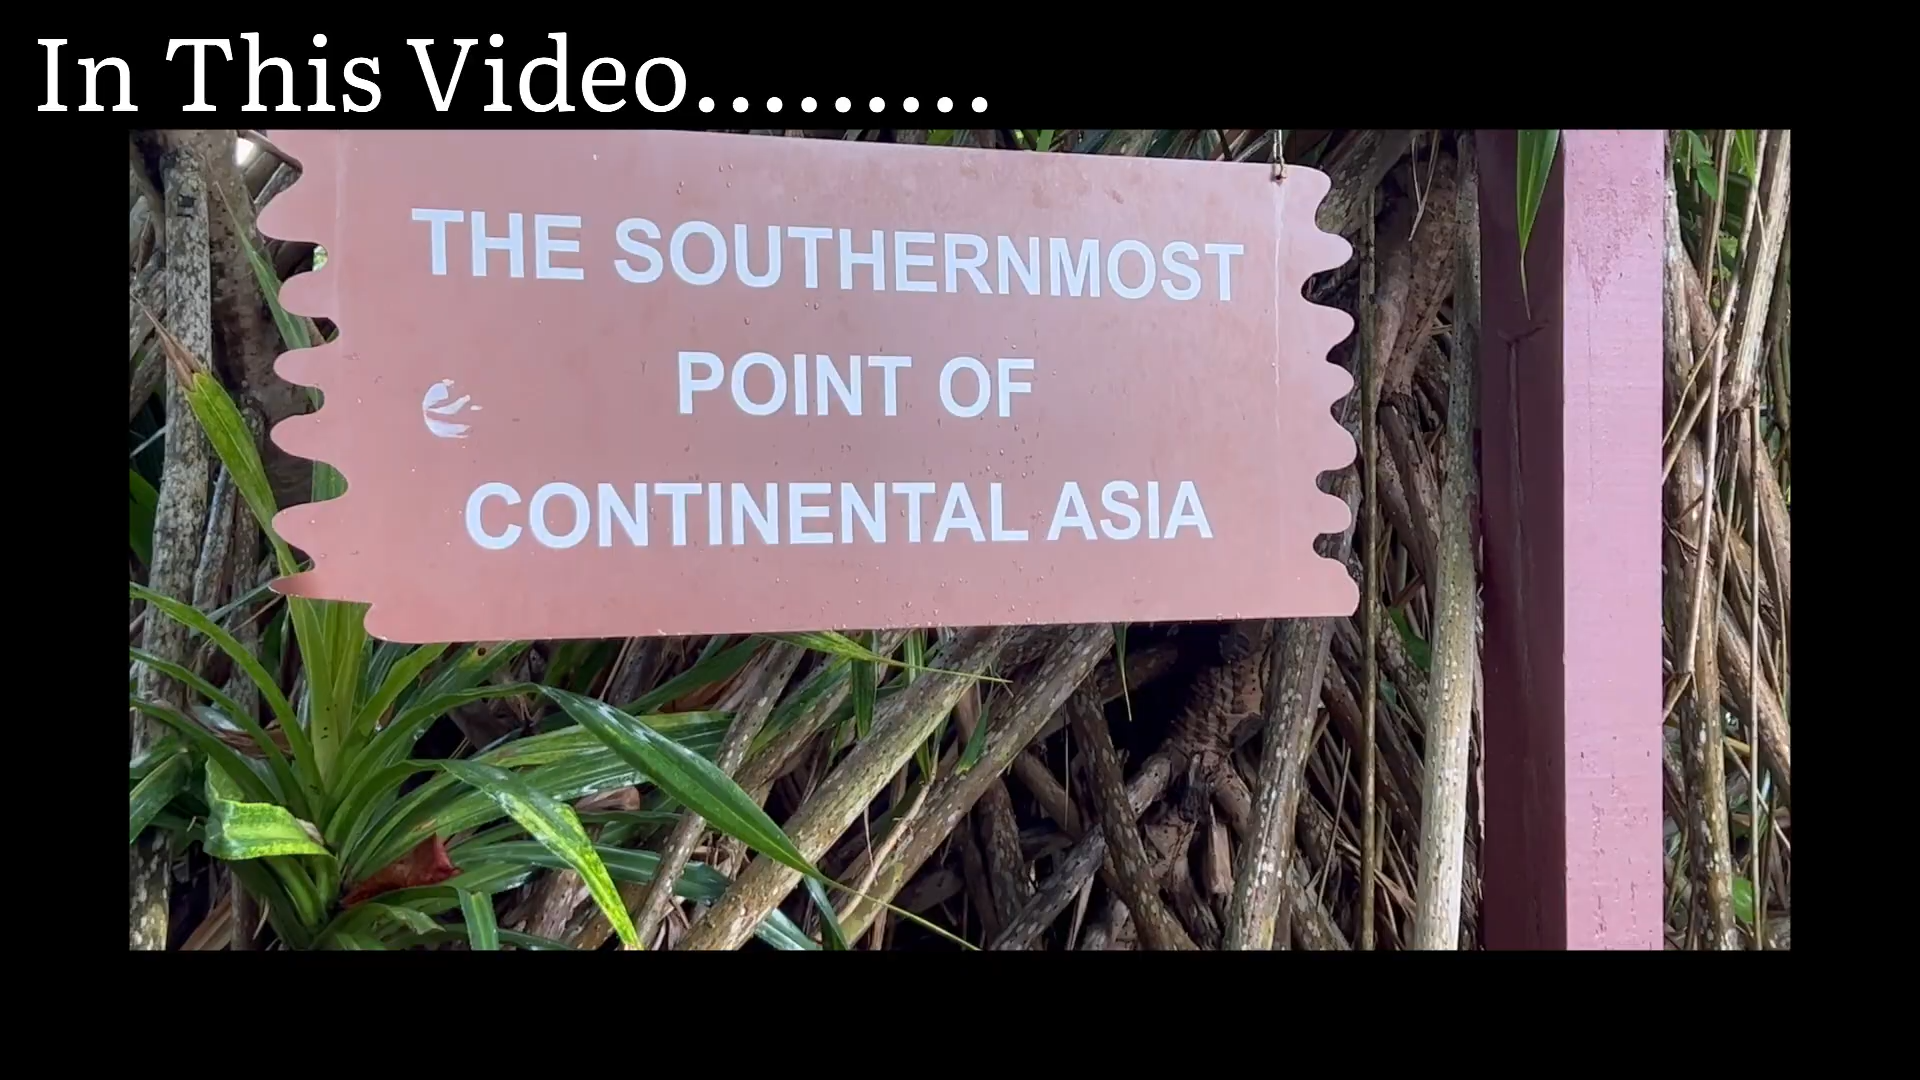 In This Video.........
THE SOUTHERNMOST
POINT OF
CONTINENTAL ASIA